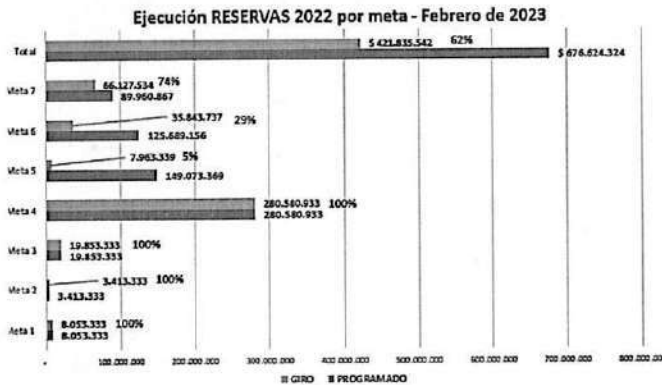 Ejecución RESERVAS 2022 por meta - Febrero de 2023
Total
$ 421.835.542 62%
$ 676.624.324
Meta 7
66.127.534 74%
89.960.867
Meta 6
35.843.737 29%
125.689.156
Meta 5
7.963.339 5%
149.073.369
Meta 4
280.580.933 100%
280.580.933
Meta 3
19.853.333 100%
19.853.333
Meta 2
3.413.333 100%
3.413.333
Meta 1
8.053.333 100%
8.053.333
- 100.000.000 200.000.000 300.000.000 400.000.000 500.000.000 600.000.000 700.000.000 800.000.000
GIRO PROGRAMADO